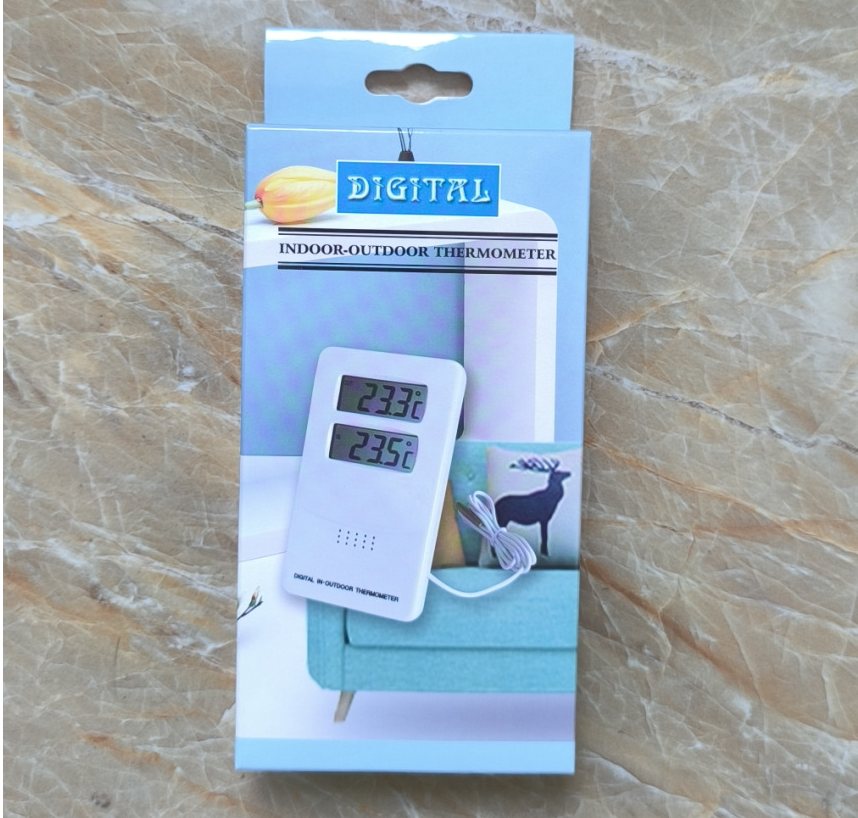 DIGITAL
INDOOR-OUTDOOR THERMOMETER
23.3°C
23.5°C
DIGITAL IN-OUTDOOR THERMOMETER